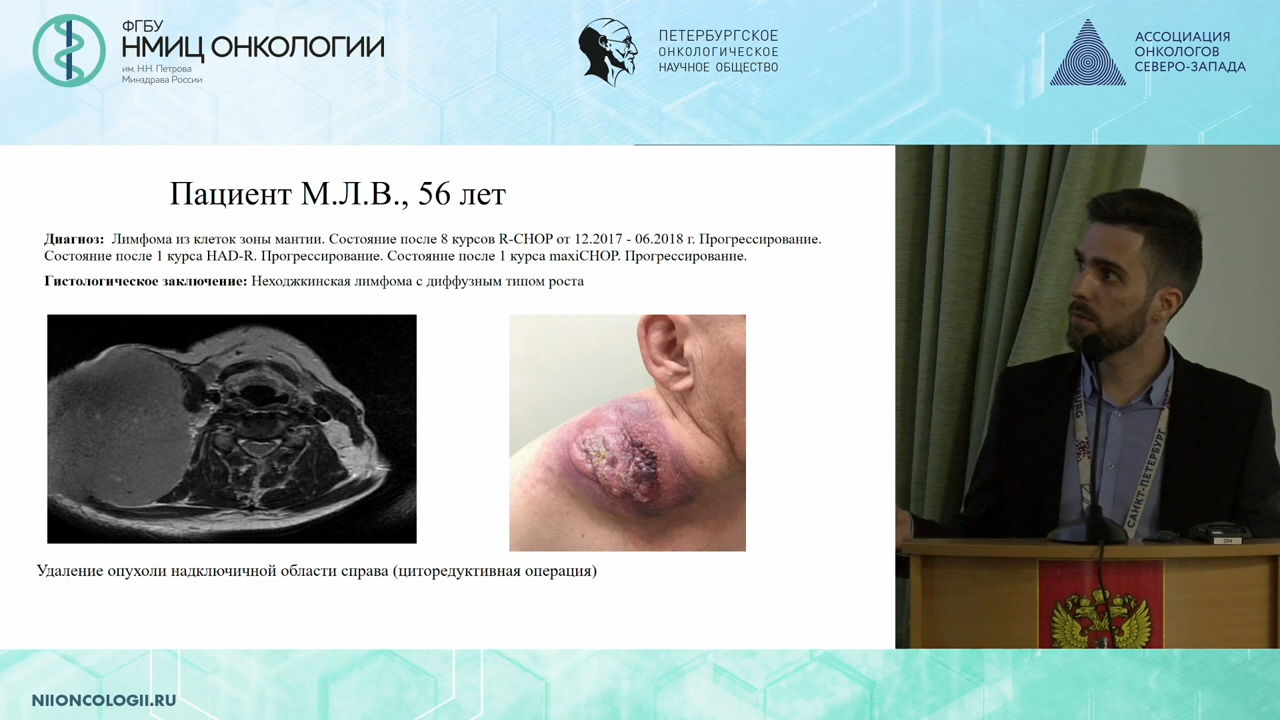 ФГБУ
НМИЦ ОНКОЛОГИИ
им. Н.Н. Петрова
Минздрава России
ПЕТЕРБУРГСКОЕ
ОНКОЛОГИЧЕСКОЕ
НАУЧНОЕ ОБЩЕСТВО
АССОЦИАЦИЯ
ОНКОЛОГОВ
СЕВЕРО-ЗАПАДА
Пациент М.Л.В., 56 лет
Диагноз: Лимфома из клеток зоны мантии. Состояние после 8 курсов R-CHOP от 12.2017 - 06.2018 г. Прогрессирование.
Состояние после 1 курса HAD-R. Прогрессирование. Состояние после 1 курса maxiCHOP. Прогрессирование.
Гистологическое заключение: Неходжкинская лимфома с диффузным типом роста
Удаление опухоли надключичной области справа (циторедуктивная операция)
САНКТ-ПЕТЕРБУРГ
204
NIIONCOLOGII.RU